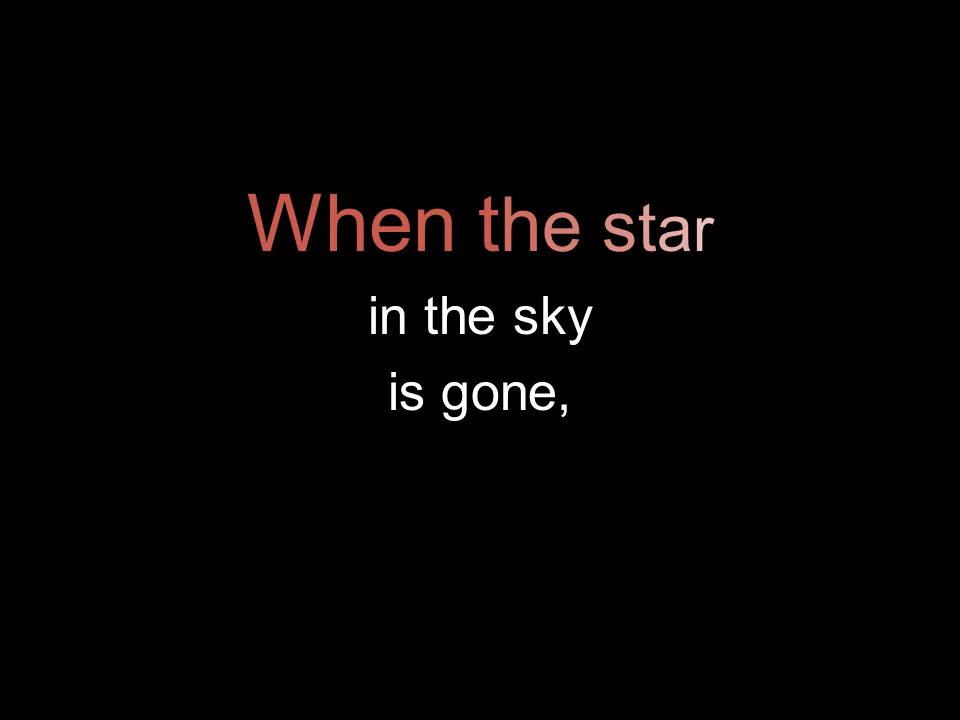 When the star
in the sky
is gone,